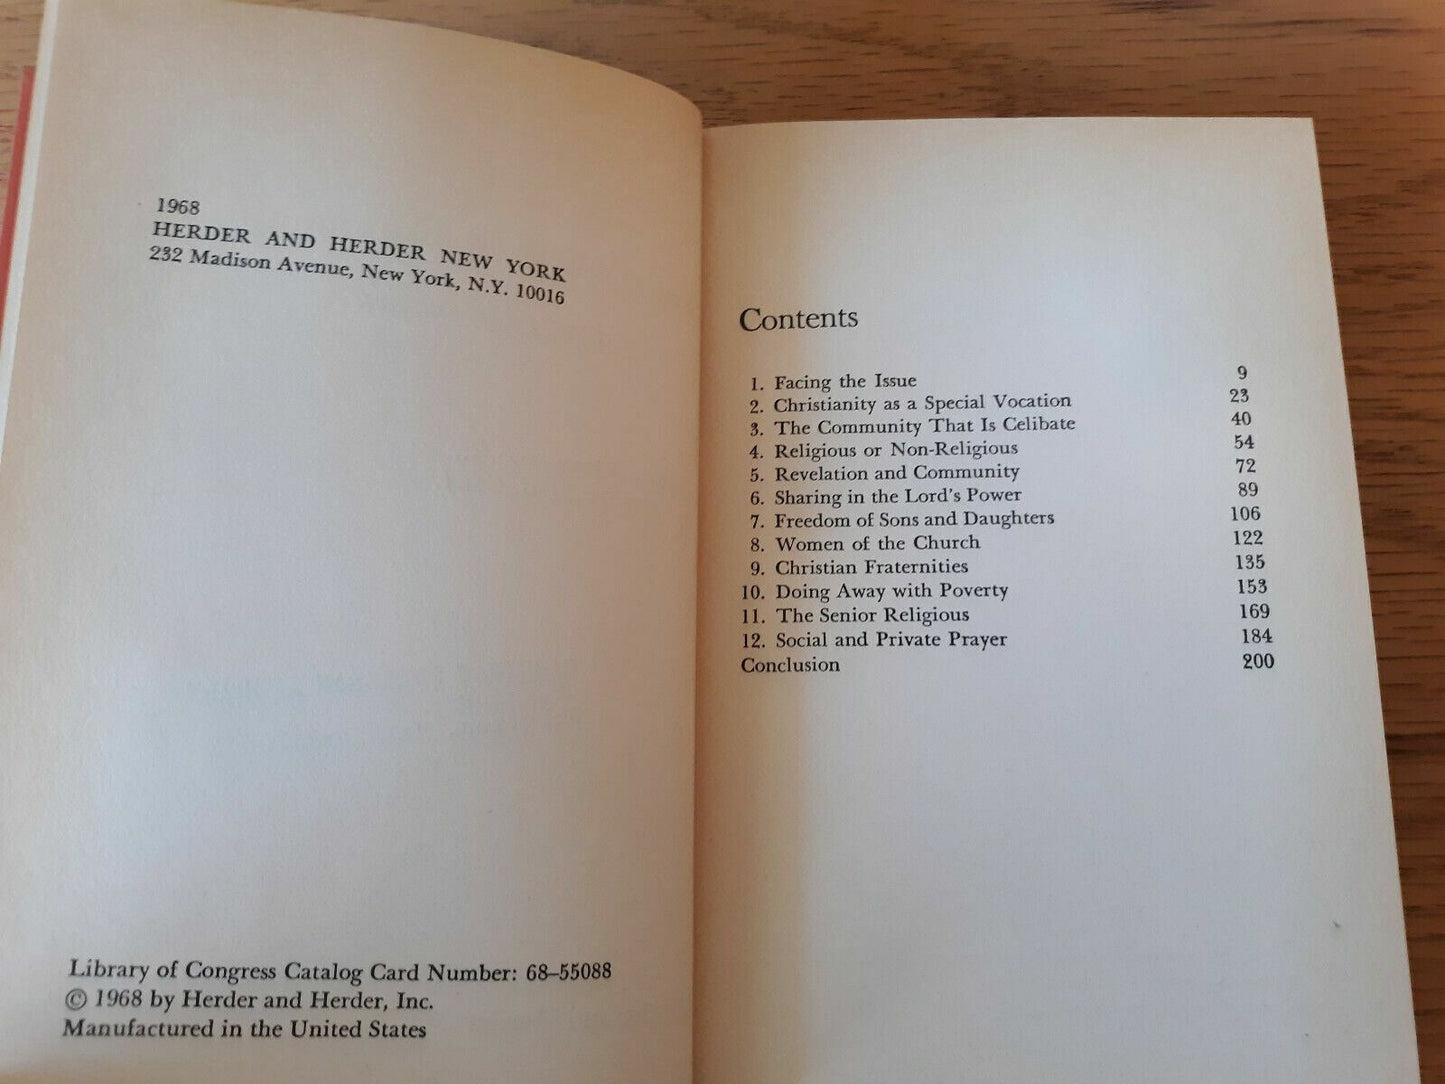 1968
HERDER AND HERDER NEW YORK
232 Madison Avenue, New York, N.Y. 10016
Library of Congress Catalog Card Number: 68–55088
© 1968 by Herder and Herder, Inc.
Manufactured in the United States
Contents
1. Facing the Issue 9
2. Christianity as a Special Vocation 23
3. The Community That Is Celibate 40
4. Religious or Non-Religious 54
5. Revelation and Community 72
6. Sharing in the Lord's Power 89
7. Freedom of Sons and Daughters 106
8. Women of the Church 122
9. Christian Fraternities 135
10. Doing Away with Poverty 153
11. The Senior Religious 169
12. Social and Private Prayer 184
Conclusion 200